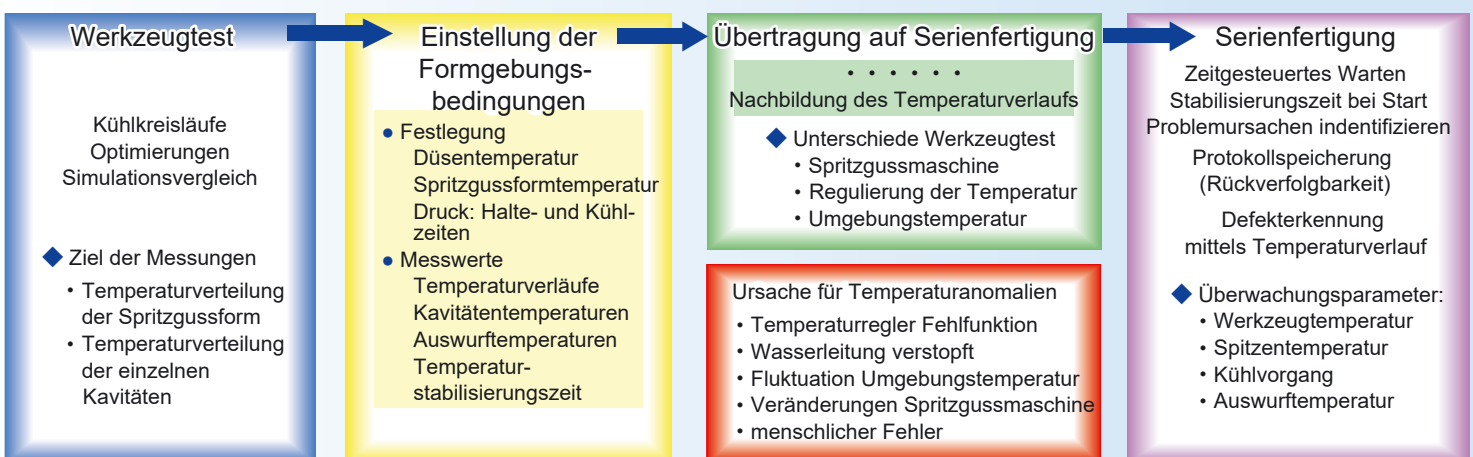 Werkzeugtest
Kühlkreisläufe
Optimierungen
Simulationsvergleich
◆ Ziel der Messungen
・Temperaturverteilung
der Spritzgussform
・Temperaturverteilung
der einzelnen
Kavitäten
Einstellung der
Formgebungs-
bedingungen
● Festlegung
Düsentemperatur
Spritzgussformtemperatur
Druck: Halte- und Kühl-
zeiten
● Messwerte
Temperaturverläufe
Kavitätentemperaturen
Auswurftemperaturen
Temperatur-
stabilisierungszeit
Übertragung auf Serienfertigung
・・・・・・
Nachbildung des Temperaturverlaufs
◆ Unterschiede Werkzeugtest
・Spritzgussmaschine
・Regulierung der Temperatur
・Umgebungstemperatur
Ursache für Temperaturanomalien
・Temperaturregler Fehlfunktion
・Wasserleitung verstopft
・Fluktuation Umgebungstemperatur
・Veränderungen Spritzgussmaschine
・menschlicher Fehler
Serienfertigung
Zeitgesteuertes Warten
Stabilisierungszeit bei Start
Problemursachen indentifizieren
Protokollspeicherung
(Rückverfolgbarkeit)
Defekterkennung
mittels Temperaturverlauf
◆ Überwachungsparameter:
・Werkzeugtemperatur
・Spitzentemperatur
・Kühlvorgang
・Auswurftemperatur